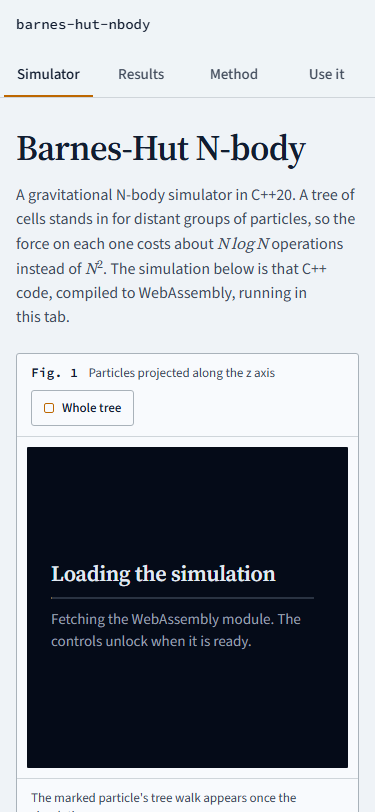 barnes-hut-nbody
Simulator Results Method Use it
Barnes-Hut N-body
A gravitational N-body simulator in C++20. A tree of
cells stands in for distant groups of particles, so the
force on each one costs about N log N operations
instead of N². The simulation below is that C++
code, compiled to WebAssembly, running in
this tab.
Fig. 1 Particles projected along the z axis
Whole tree
Loading the simulation
Fetching the WebAssembly module. The
controls unlock when it is ready.
The marked particle's tree walk appears once the